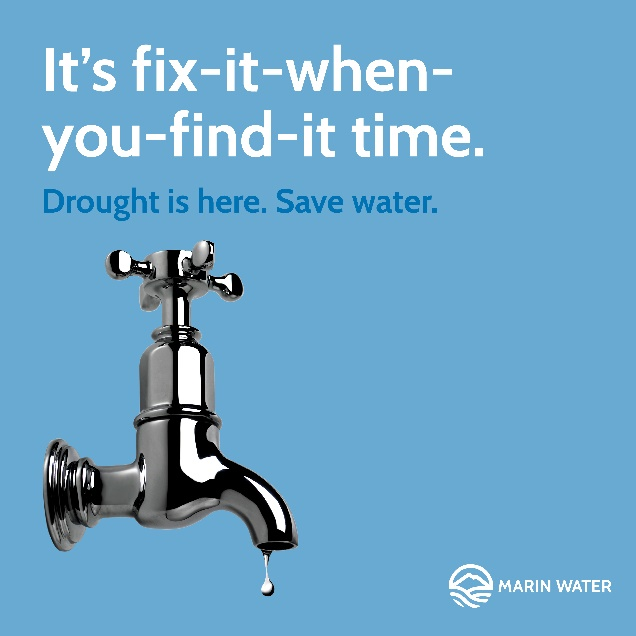 It’s fix-it-when-
you-find-it time.
Drought is here. Save water.
MARIN WATER